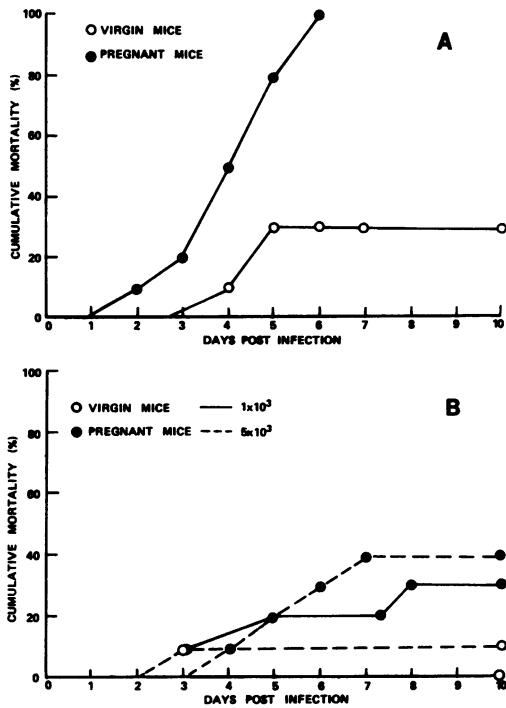 VIRGIN MICE
PREGNANT MICE
A
100
80
60
40
20
0
CUMULATIVE MORTALITY (%)
0 1 2 3 4 5 6 7 8 9 10
DAYS POST INFECTION
B
VIRGIN MICE 1x10³
PREGNANT MICE 5x10³
100
80
60
40
20
0
CUMULATIVE MORTALITY (%)
0 1 2 3 4 5 6 7 8 9 10
DAYS POST INFECTION